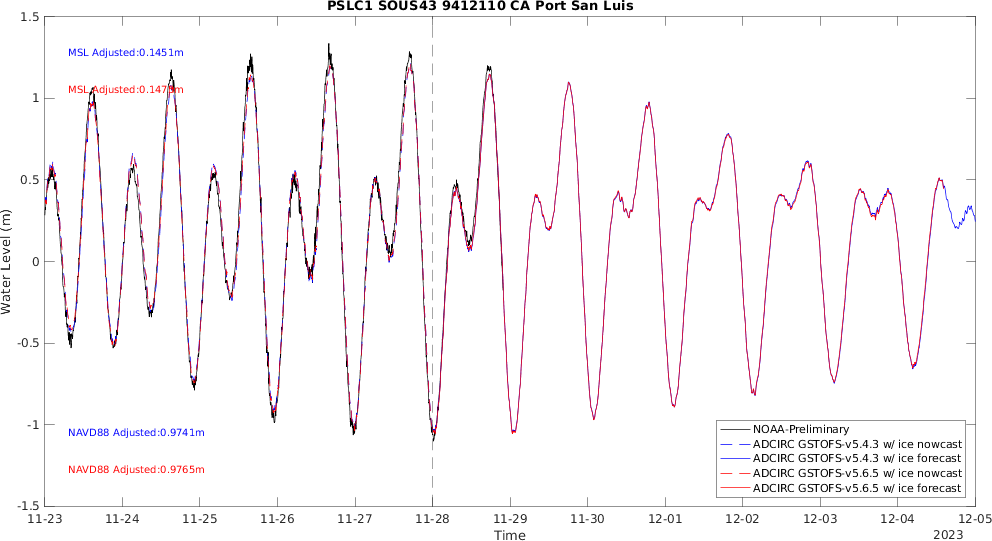 PSLC1 SOUS43 9412110 CA Port San Luis
1.5
MSL Adjusted:0.1451m
MSL Adjusted:0.1475m
1
0.5
0
-0.5
-1
-1.5
Water Level (m)
NAVD88 Adjusted:0.9741m
NAVD88 Adjusted:0.9765m
NOAA-Preliminary
ADCIRC GSTOFS-v5.4.3 w/ ice nowcast
ADCIRC GSTOFS-v5.4.3 w/ ice forecast
ADCIRC GSTOFS-v5.6.5 w/ ice nowcast
ADCIRC GSTOFS-v5.6.5 w/ ice forecast
11-23 11-24 11-25 11-26 11-27 11-28 11-29 11-30 12-01 12-02 12-03 12-04 12-05
Time
2023